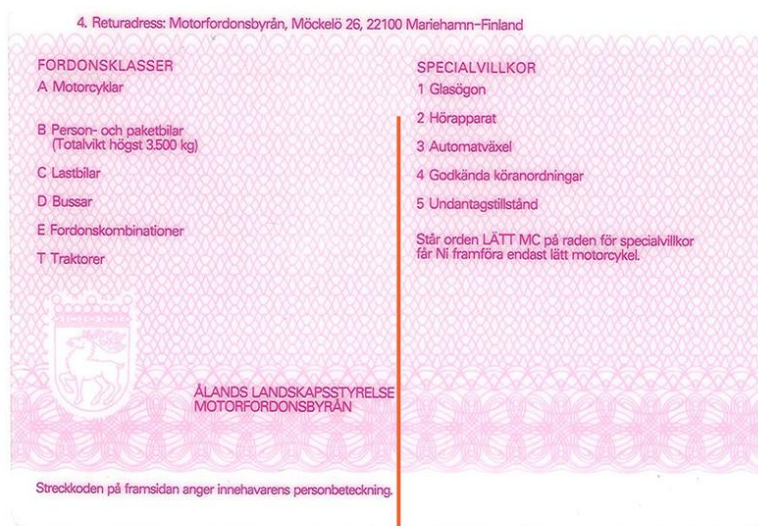 4. Returadress: Motorfordonsbyrån, Möckelö 26, 22100 Mariehamn-Finland
FORDONSKLASSER
A Motorcyklar
B Person- och paketbilar
(Totalvikt högst 3.500 kg)
C Lastbilar
D Bussar
E Fordonskombinationer
T Traktorer
ÅLANDS LANDSKAPSSTYRELSE
MOTORFORDONSBYRÅN
Streckkoden på framsidan anger innehavarens personbeteckning.
SPECIALVILLKOR
1 Glasögon
2 Hörapparat
3 Automatväxel
4 Godkända köranordningar
5 Undantagstillstånd
Står orden LÄTT MC på raden för specialvillkor
får Ni framföra endast lätt motorcykel.